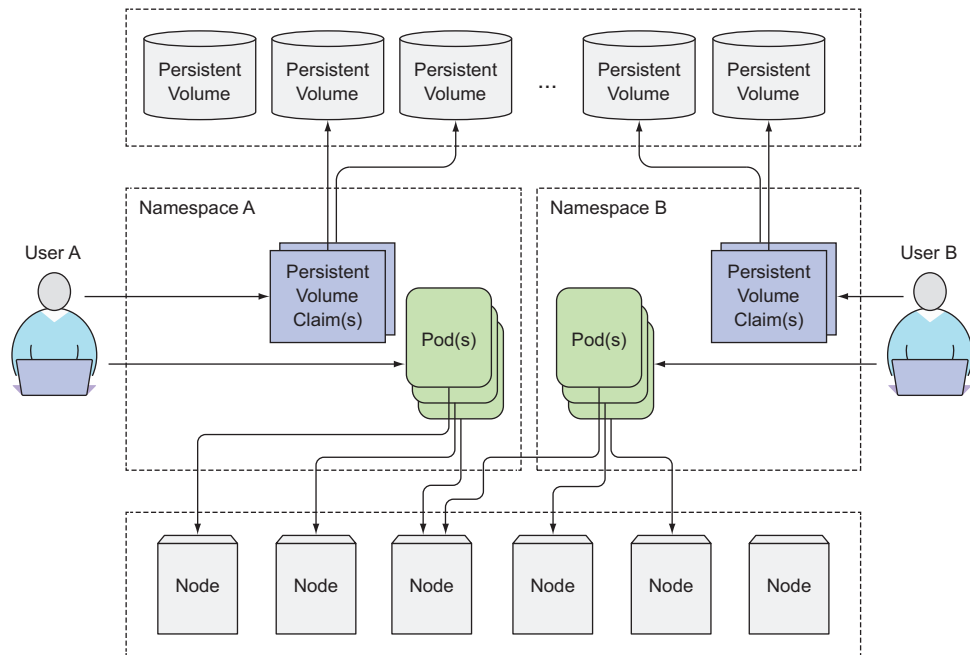 Persistent
Volume
Persistent
Volume
Persistent
Volume
...
Persistent
Volume
Persistent
Volume
Namespace A
Namespace B
User A
User B
Persistent
Volume
Claim(s)
Persistent
Volume
Claim(s)
Pod(s)
Pod(s)
Node
Node
Node
Node
Node
Node